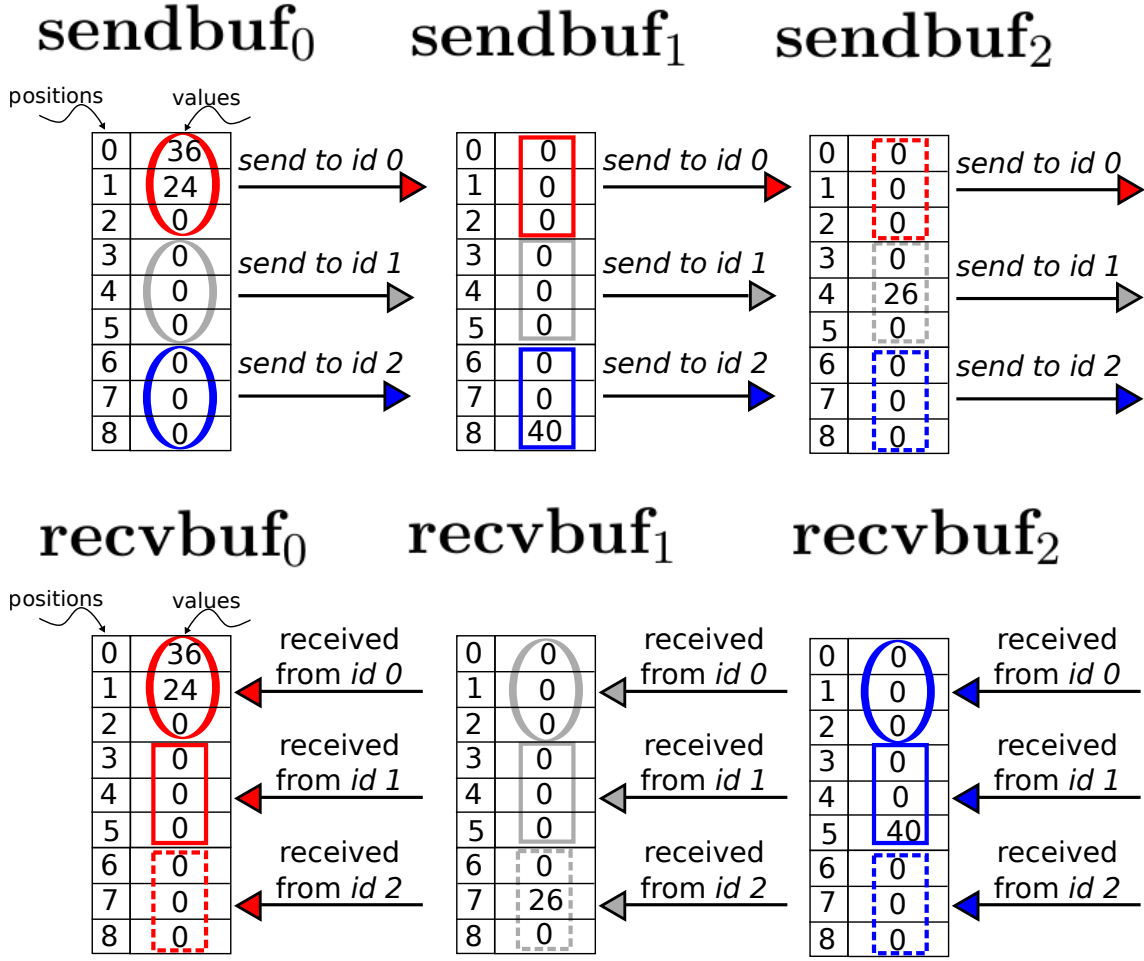 sendbuf₀ sendbuf₁ sendbuf₂
positions values
0 36 0 0 0 0
send to id 0 send to id 0 send to id 0
1 24 1 0 1 0
2 0 2 0 2 0
3 0 3 0 3 0
send to id 1 send to id 1 send to id 1
4 0 4 0 4 26
5 0 5 0 5 0
6 0 6 0 6 0
send to id 2 send to id 2 send to id 2
7 0 7 0 7 0
8 0 8 40 8 0
recvbuf₀ recvbuf₁ recvbuf₂
positions values
0 36 received 0 0 received 0 0 received
from id 0 from id 0 from id 0
1 24 1 0 1 0
2 0 2 0 2 0
3 0 received 3 0 received 3 0 received
from id 1 from id 1 from id 1
4 0 4 0 4 0
5 0 5 0 5 40
6 0 received 6 0 received 6 0 received
from id 2 from id 2 from id 2
7 0 7 26 7 0
8 0 8 0 8 0